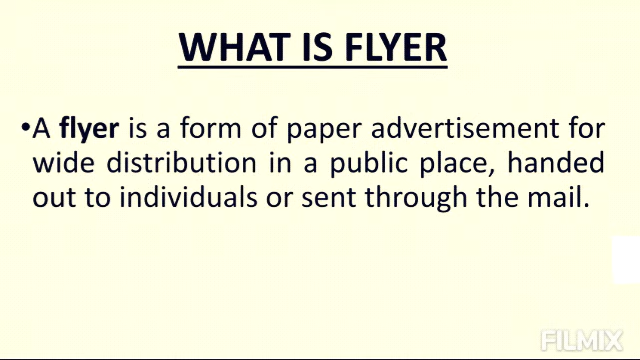 WHAT IS FLYER
•A flyer is a form of paper advertisement for
wide distribution in a public place, handed
out to individuals or sent through the mail.
FILMIX